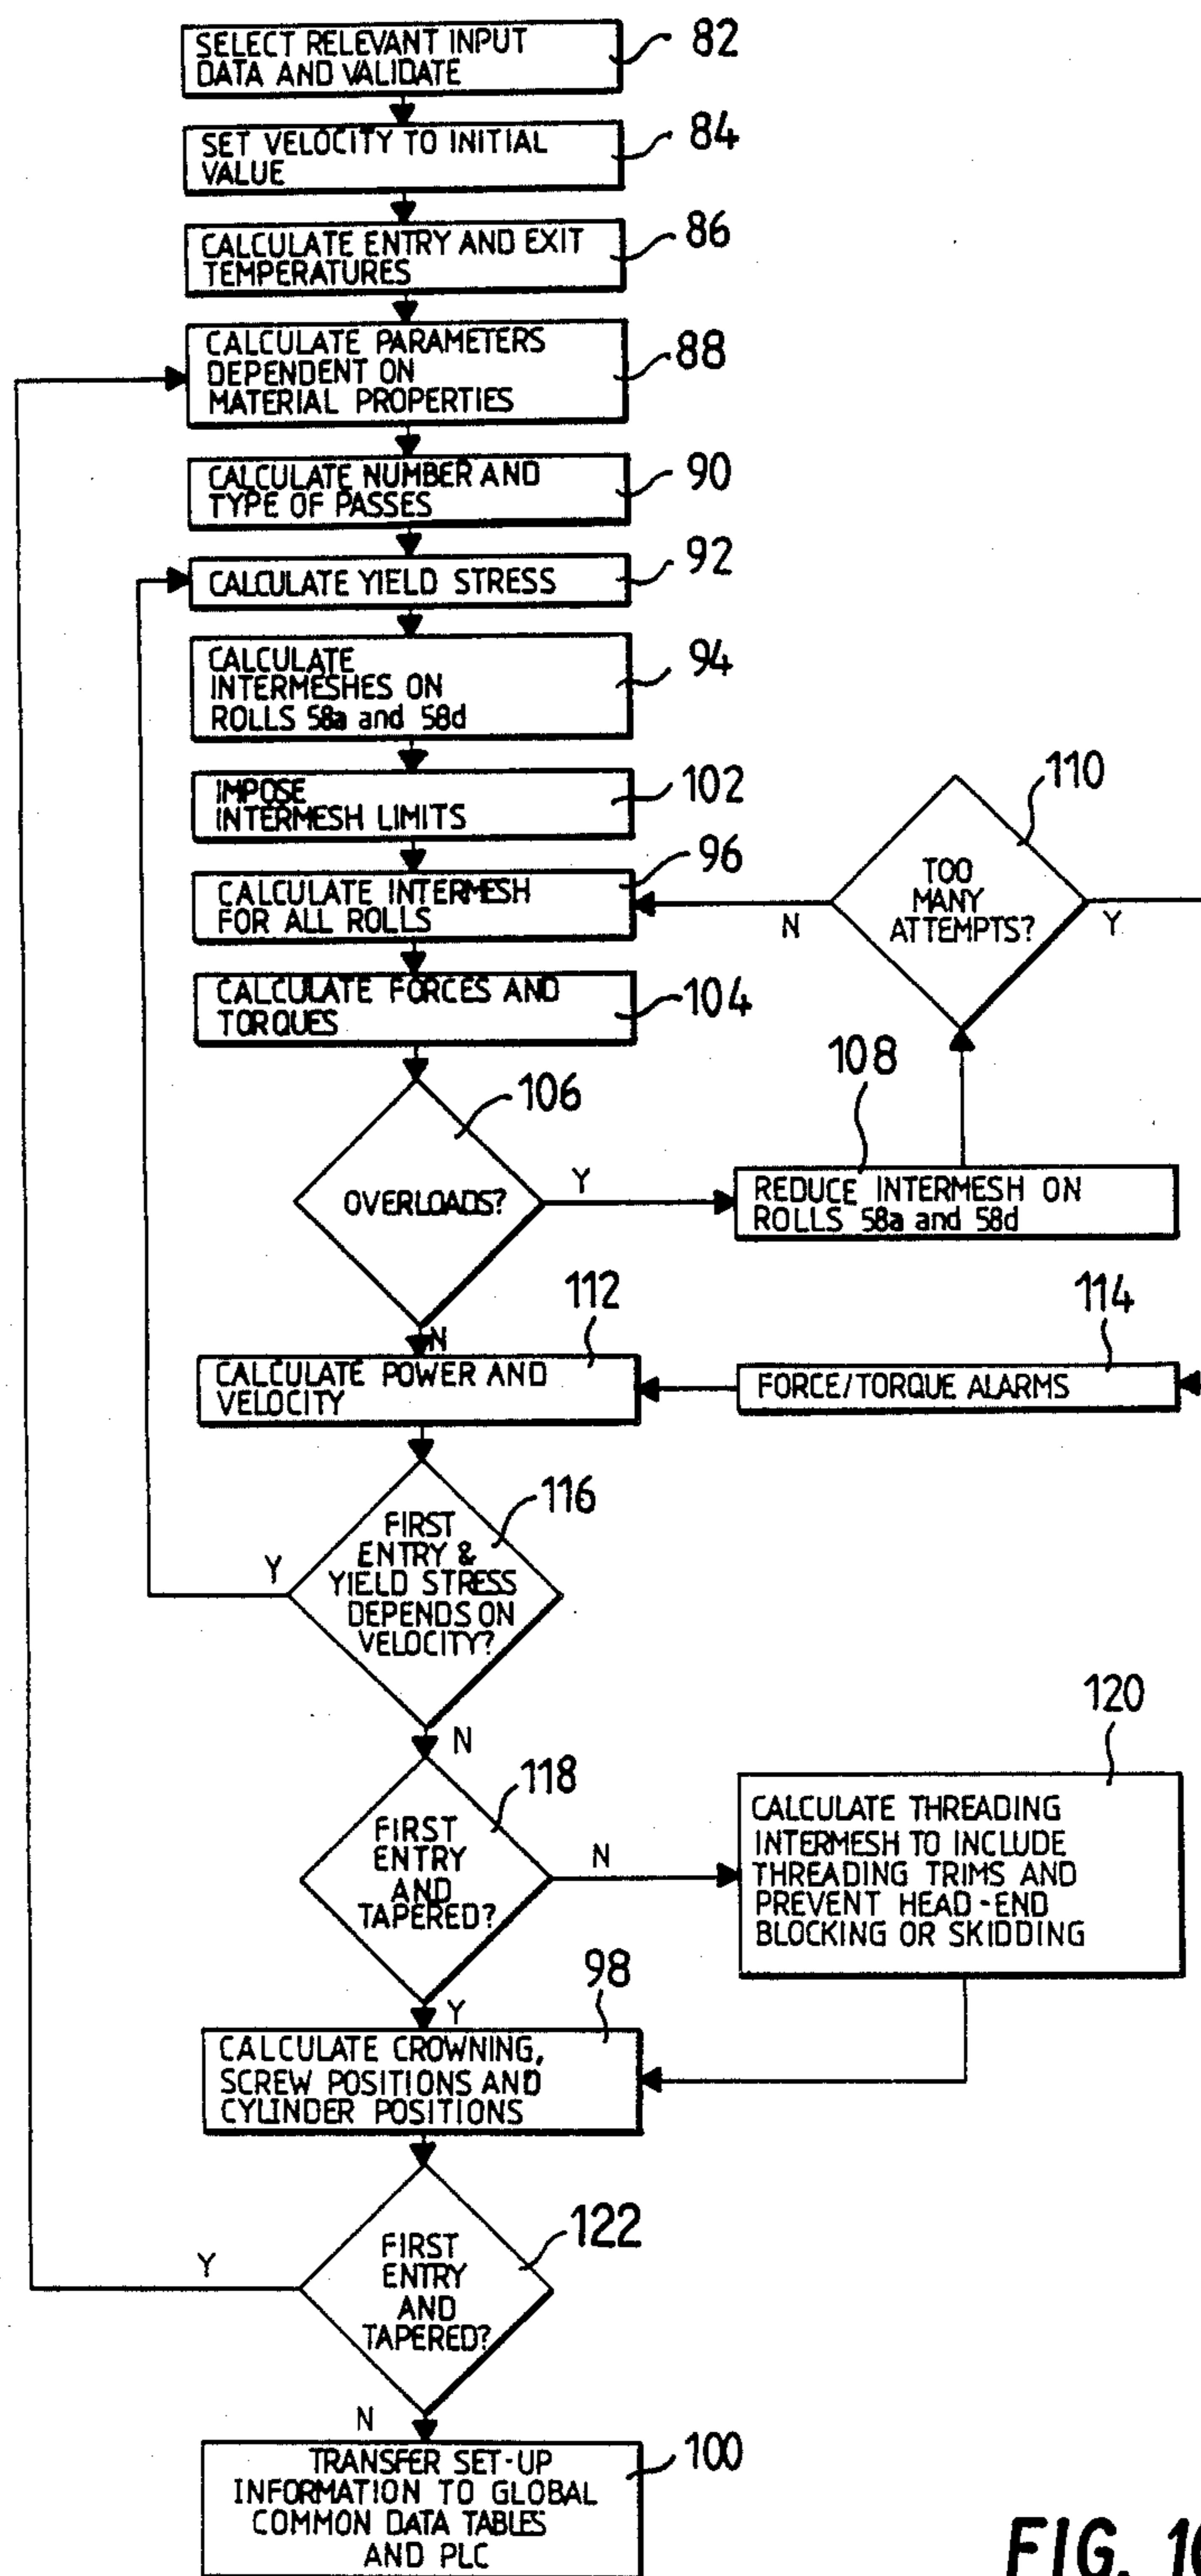 SELECT RELEVANT INPUT
DATA AND VALIDATE
82
SET VELOCITY TO INITIAL
VALUE
84
CALCULATE ENTRY AND EXIT
TEMPERATURES
86
CALCULATE PARAMETERS
DEPENDENT ON
MATERIAL PROPERTIES
88
CALCULATE NUMBER AND
TYPE OF PASSES
90
CALCULATE YIELD STRESS
92
CALCULATE
INTERMESHES ON
ROLLS 58a and 58d
94
IMPOSE
INTERMESH LIMITS
102
CALCULATE INTERMESH
FOR ALL ROLLS
96
TOO
MANY
ATTEMPTS?
110
N
Y
CALCULATE FORCES AND
TORQUES
104
OVERLOADS?
106
Y
N
REDUCE INTERMESH ON
ROLLS 58a and 58d
108
CALCULATE POWER AND
VELOCITY
112
FORCE/TORQUE ALARMS
114
FIRST
ENTRY &
YIELD STRESS
DEPENDS ON
VELOCITY?
116
Y
N
FIRST
ENTRY
AND
TAPERED?
118
N
Y
CALCULATE THREADING
INTERMESH TO INCLUDE
THREADING TRIMS AND
PREVENT HEAD-END
BLOCKING OR SKIDDING
120
CALCULATE CROWNING,
SCREW POSITIONS AND
CYLINDER POSITIONS
98
FIRST
ENTRY
AND
TAPERED?
122
Y
N
TRANSFER SET-UP
INFORMATION TO GLOBAL
COMMON DATA TABLES
AND PLC
100
FIG.